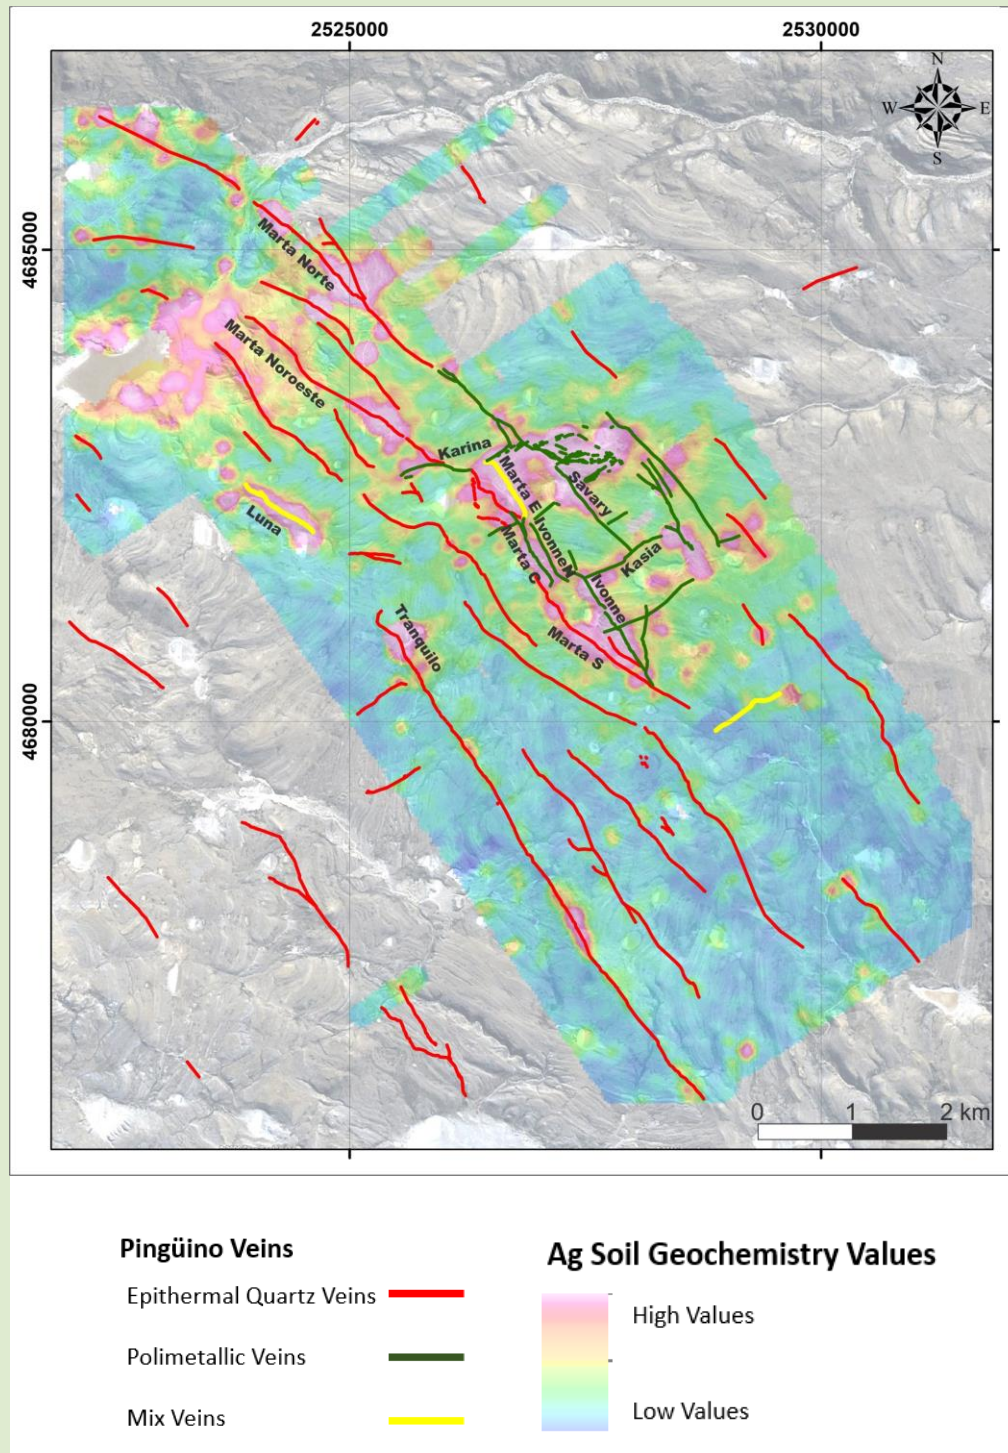 2525000
2530000
N
W
E
S
4685000
4680000
Marta Norte
Marta Noroeste
Karina
Luna
Marta E
Savary
IvonneN
Marta C
Kasia
Ivonne
Marta S
Tranquilo
0 1 2 km
Pingüino Veins
Epithermal Quartz Veins
Polimetallic Veins
Mix Veins
Ag Soil Geochemistry Values
High Values
Low Values